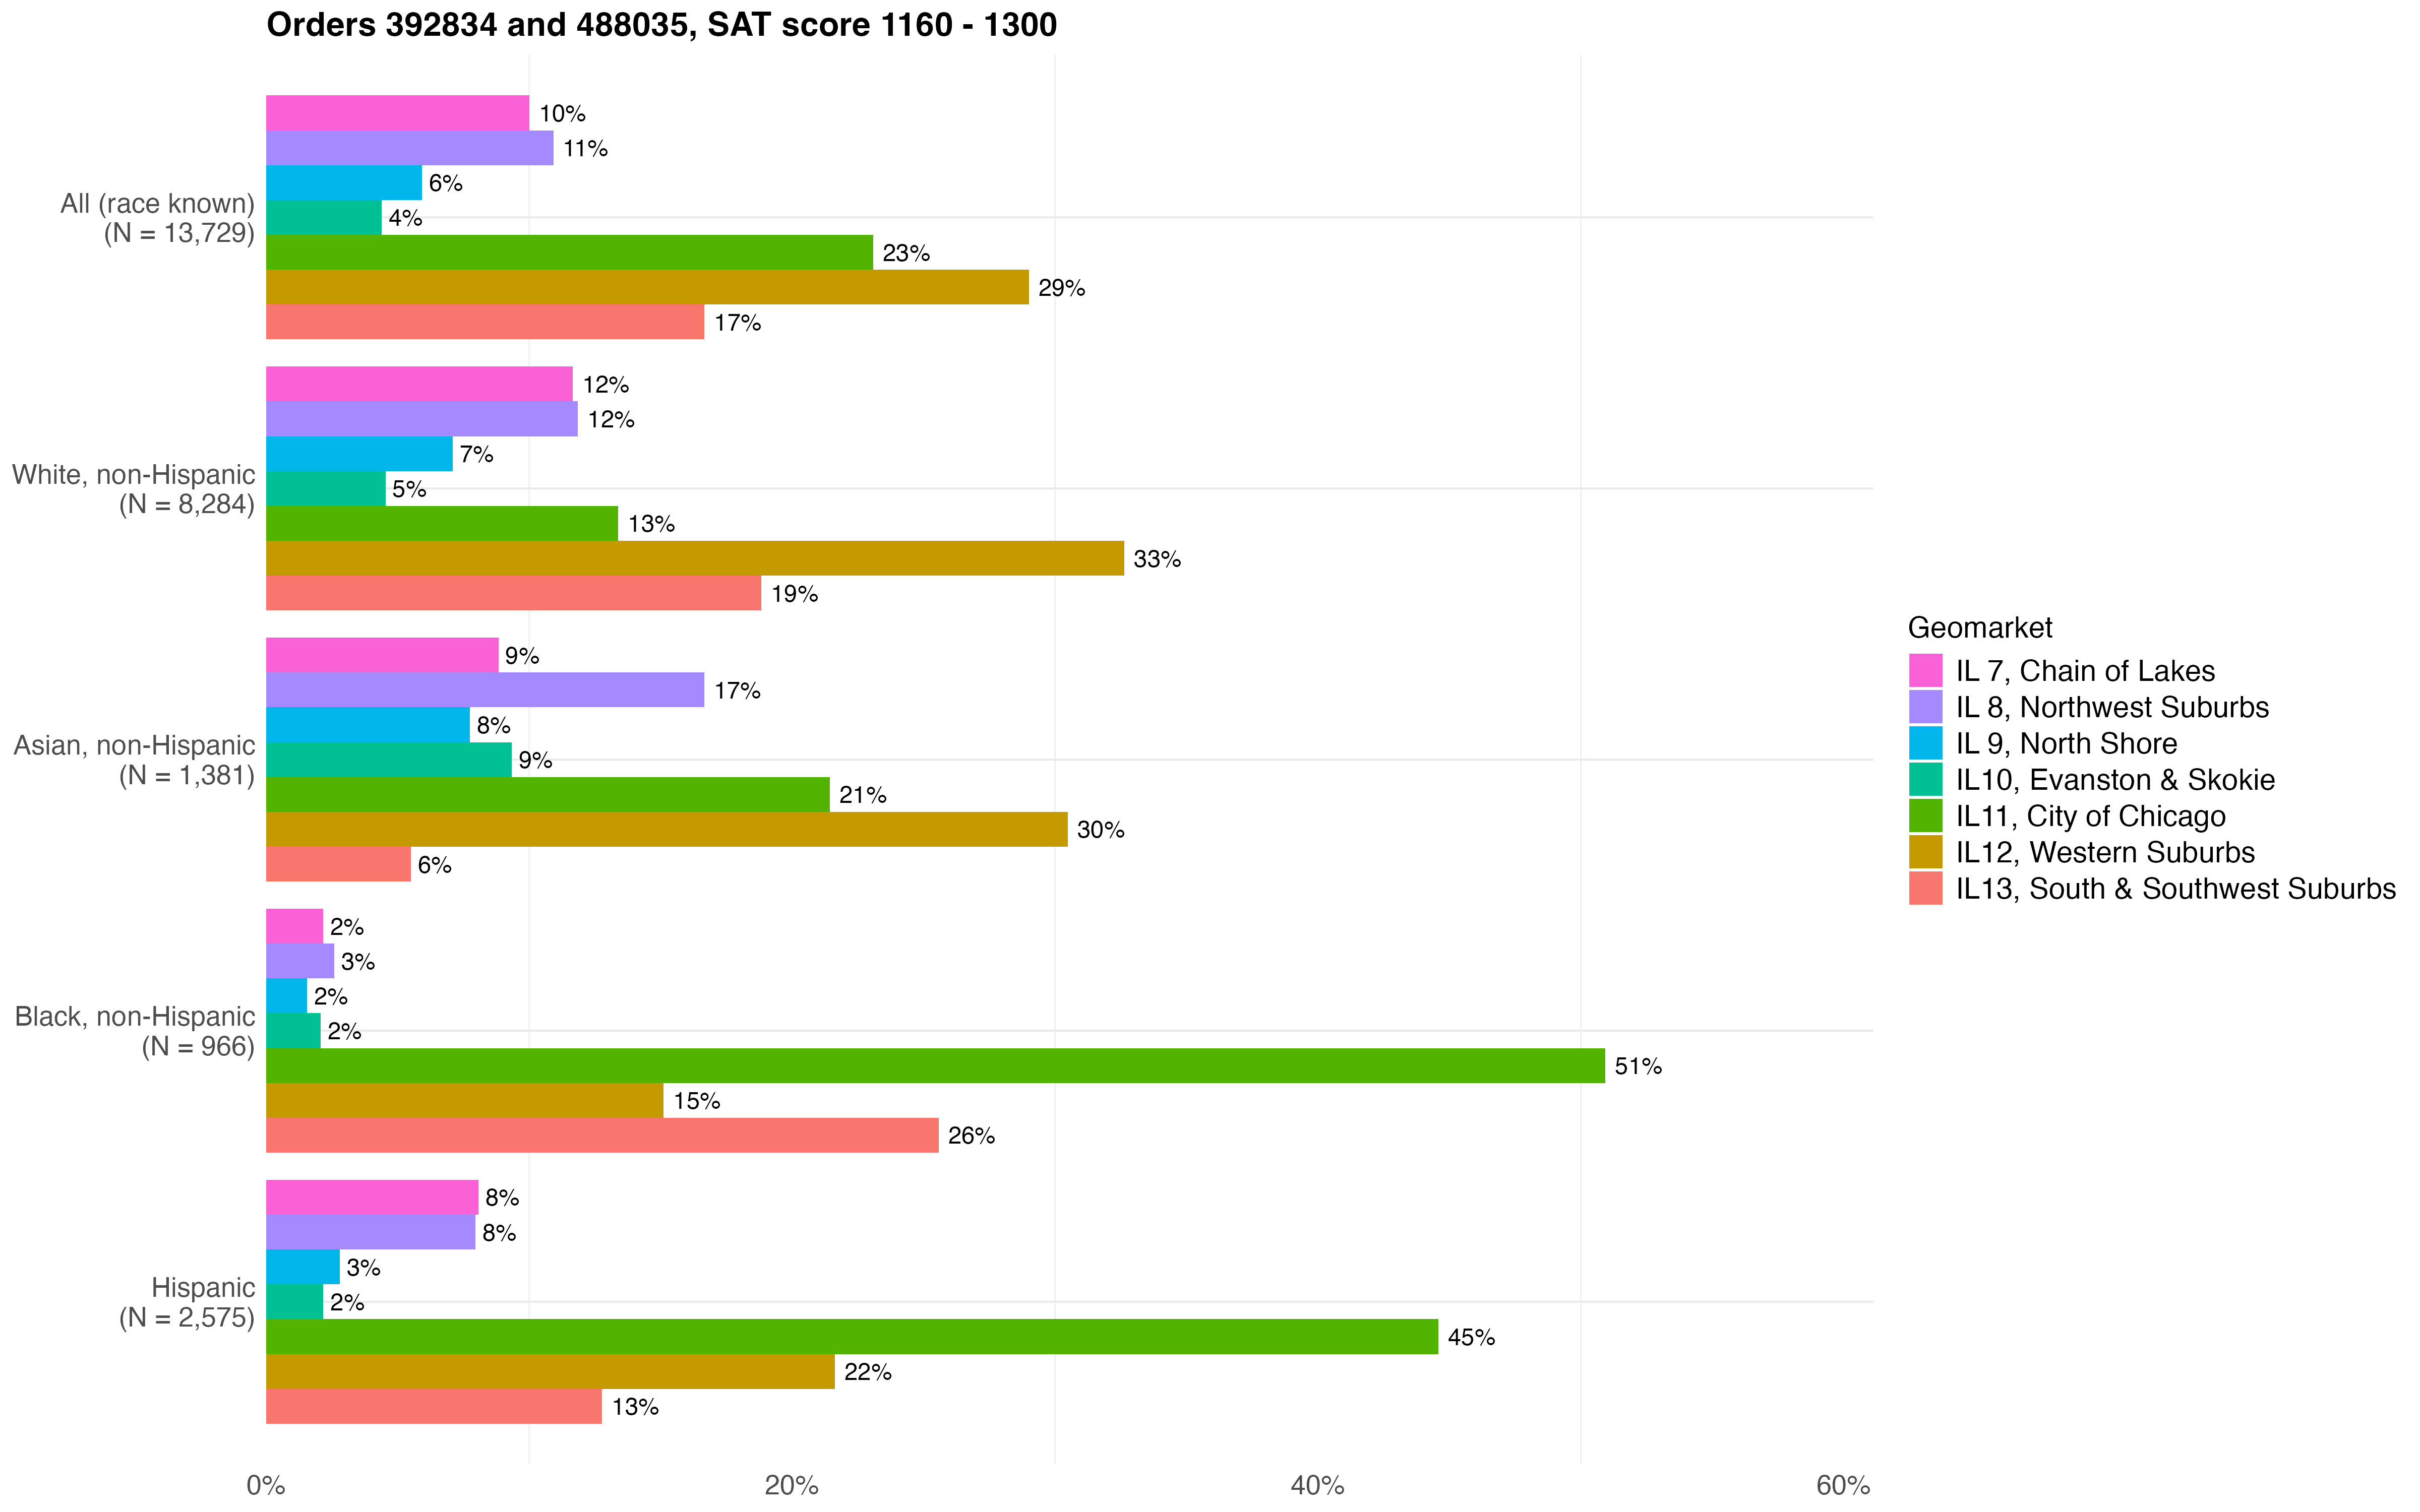 Orders 392834 and 488035, SAT score 1160 - 1300
All (race known)
(N = 13,729)
10%
11%
6%
4%
23%
29%
17%
White, non-Hispanic
(N = 8,284)
12%
12%
7%
5%
13%
33%
19%
Asian, non-Hispanic
(N = 1,381)
9%
17%
8%
9%
21%
30%
6%
Black, non-Hispanic
(N = 966)
2%
3%
2%
2%
51%
15%
26%
Hispanic
(N = 2,575)
8%
8%
3%
2%
45%
22%
13%
0%
20%
40%
60%
Geomarket
IL 7, Chain of Lakes
IL 8, Northwest Suburbs
IL 9, North Shore
IL10, Evanston & Skokie
IL11, City of Chicago
IL12, Western Suburbs
IL13, South & Southwest Suburbs